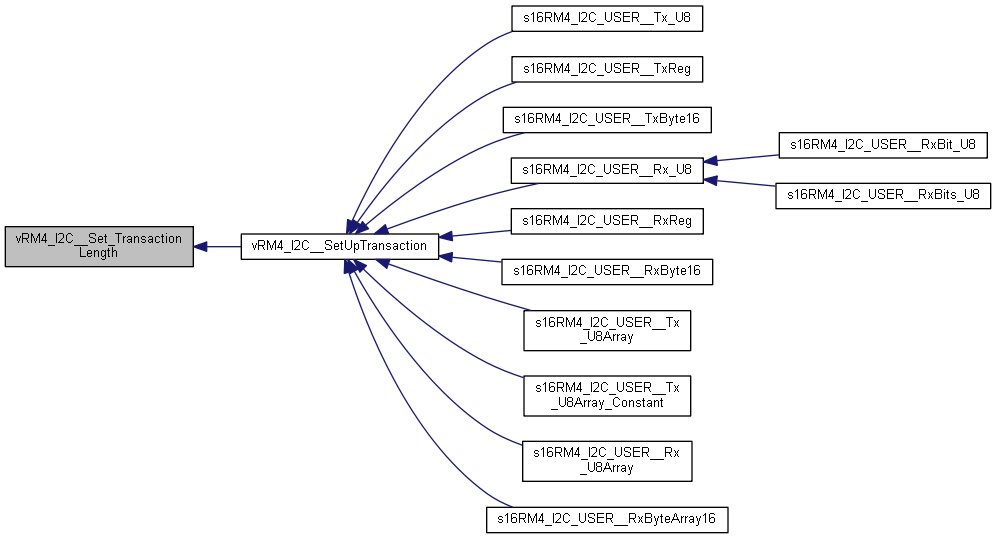 s16RM4_I2C_USER__Tx_U8
s16RM4_I2C_USER__TxReg
s16RM4_I2C_USER__TxByte16
s16RM4_I2C_USER__RxBit_U8
s16RM4_I2C_USER__Rx_U8
s16RM4_I2C_USER__RxBits_U8
s16RM4_I2C_USER__RxReg
vRM4_I2C__Set_Transaction
Length
vRM4_I2C__SetUpTransaction
s16RM4_I2C_USER__RxByte16
s16RM4_I2C_USER__Tx
_U8Array
s16RM4_I2C_USER__Tx
_U8Array_Constant
s16RM4_I2C_USER__Rx
_U8Array
s16RM4_I2C_USER__RxByteArray16